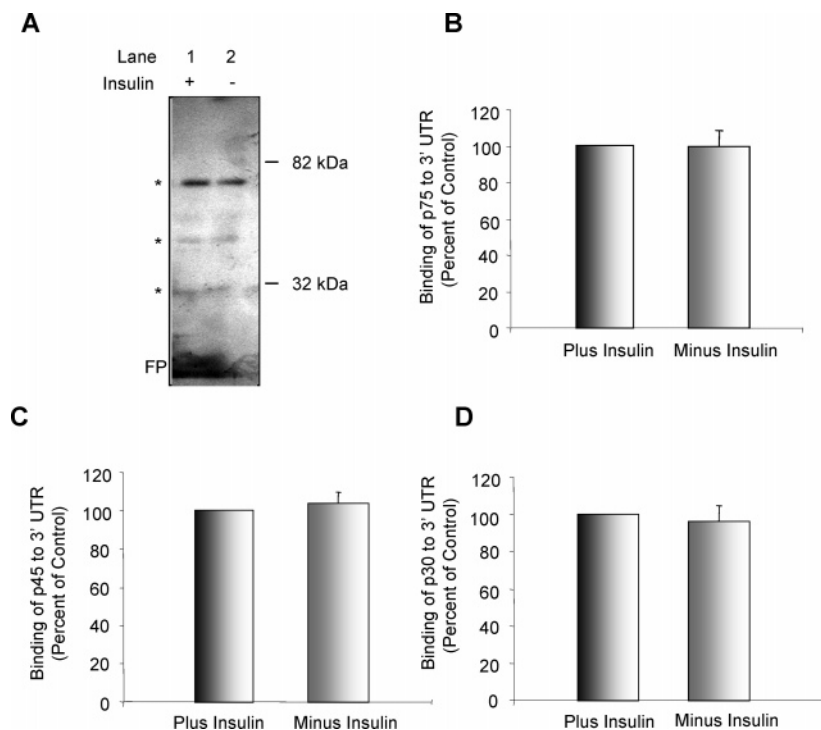 A
Lane 1 2
Insulin + -
82 kDa
*
*
32 kDa
*
FP
B
Binding of p75 to 3' UTR
(Percent of Control)
120
100
80
60
40
20
0
Plus Insulin Minus Insulin
C
Binding of p45 to 3' UTR
(Percent of Control)
120
100
80
60
40
20
0
Plus Insulin Minus Insulin
D
Binding of p30 to 3' UTR
(Percent of Control)
120
100
80
60
40
20
0
Plus Insulin Minus Insulin